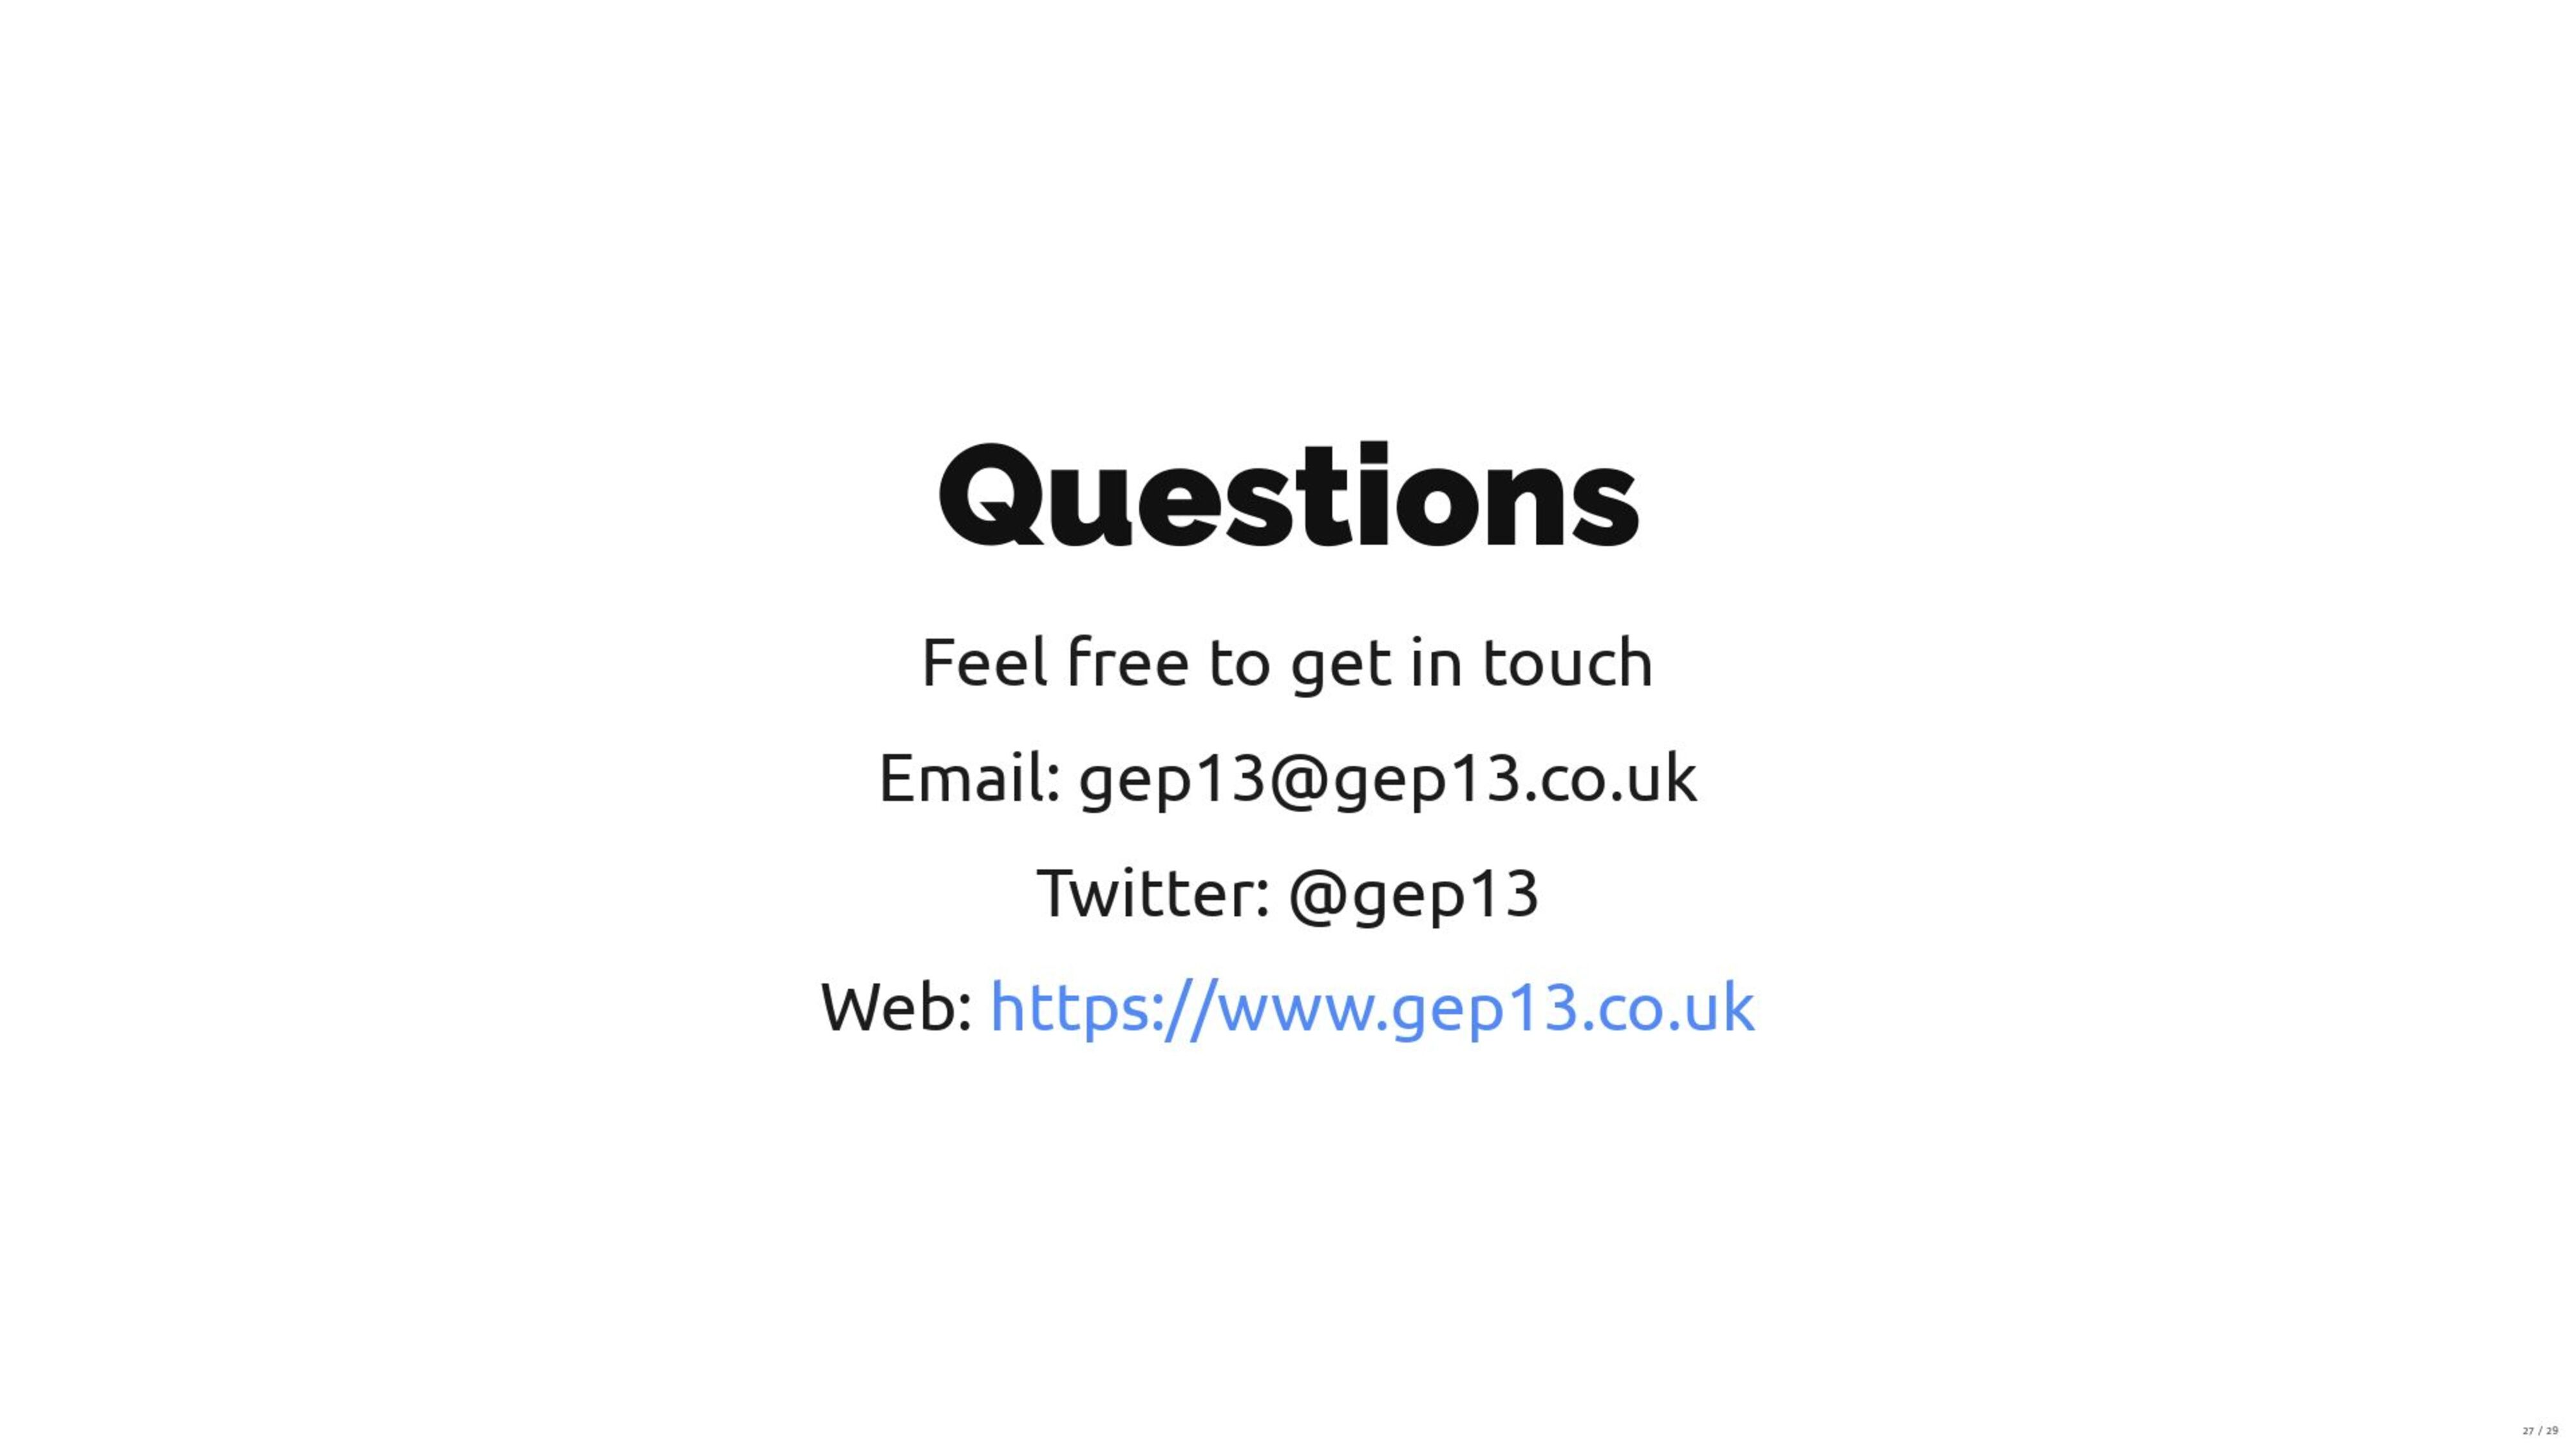 Questions
Feel free to get in touch
Email: gep13@gep13.co.uk
Twitter: @gep13
Web: https://www.gep13.co.uk
27 / 29